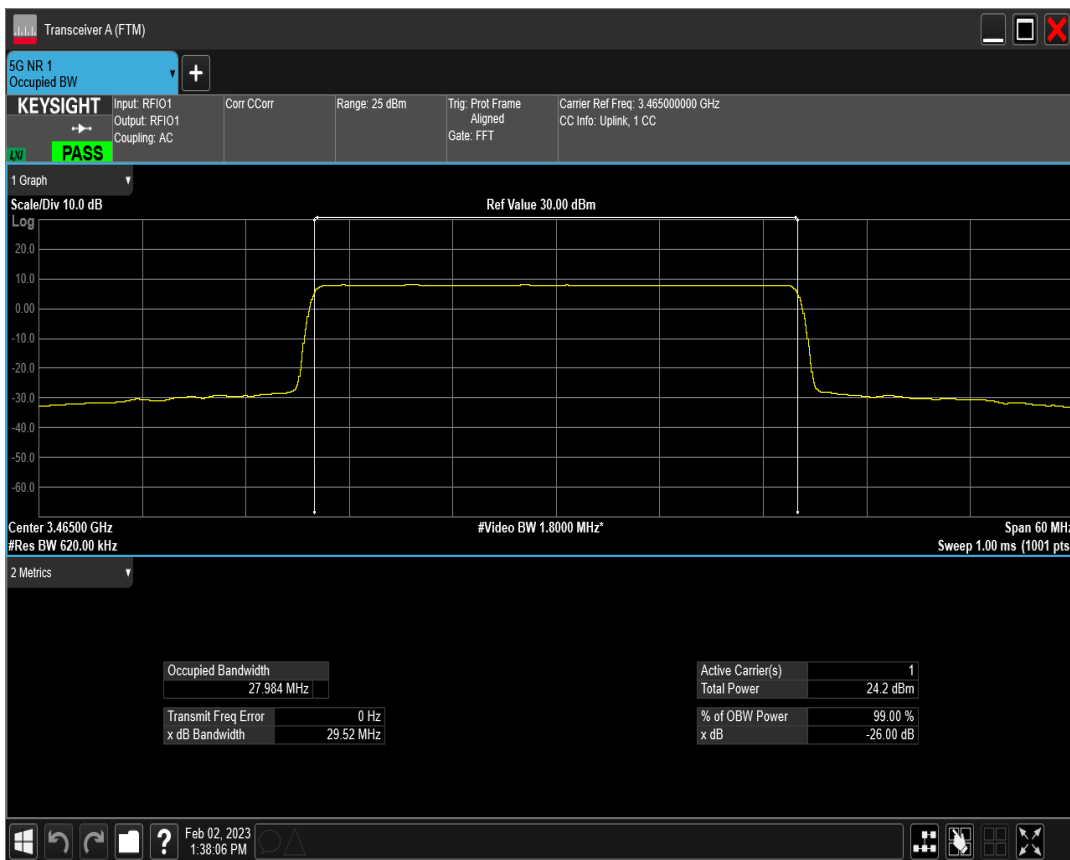 Transceiver A (FTM)
5G NR 1
Occupied BW
+
KEYSIGHT
LXI
PASS
Input: RFIO1
Output: RFIO1
Coupling: AC
Corr CCorr
Range: 25 dBm
Trig: Prot Frame
Aligned
Gate: FFT
Carrier Ref Freq: 3.465000000 GHz
CC Info: Uplink, 1 CC
1 Graph
Scale/Div 10.0 dB
Ref Value 30.00 dBm
Log
20.0
10.0
0.00
-10.0
-20.0
-30.0
-40.0
-50.0
-60.0
Center 3.46500 GHz
#Video BW 1.8000 MHz*
Span 60 MHz
#Res BW 620.00 kHz
Sweep 1.00 ms (1001 pts
2 Metrics
Occupied Bandwidth
27.984 MHz
Transmit Freq Error 0 Hz
x dB Bandwidth 29.52 MHz
Active Carrier(s) 1
Total Power 24.2 dBm
% of OBW Power 99.00 %
x dB -26.00 dB
?
Feb 02, 2023
1:38:06 PM